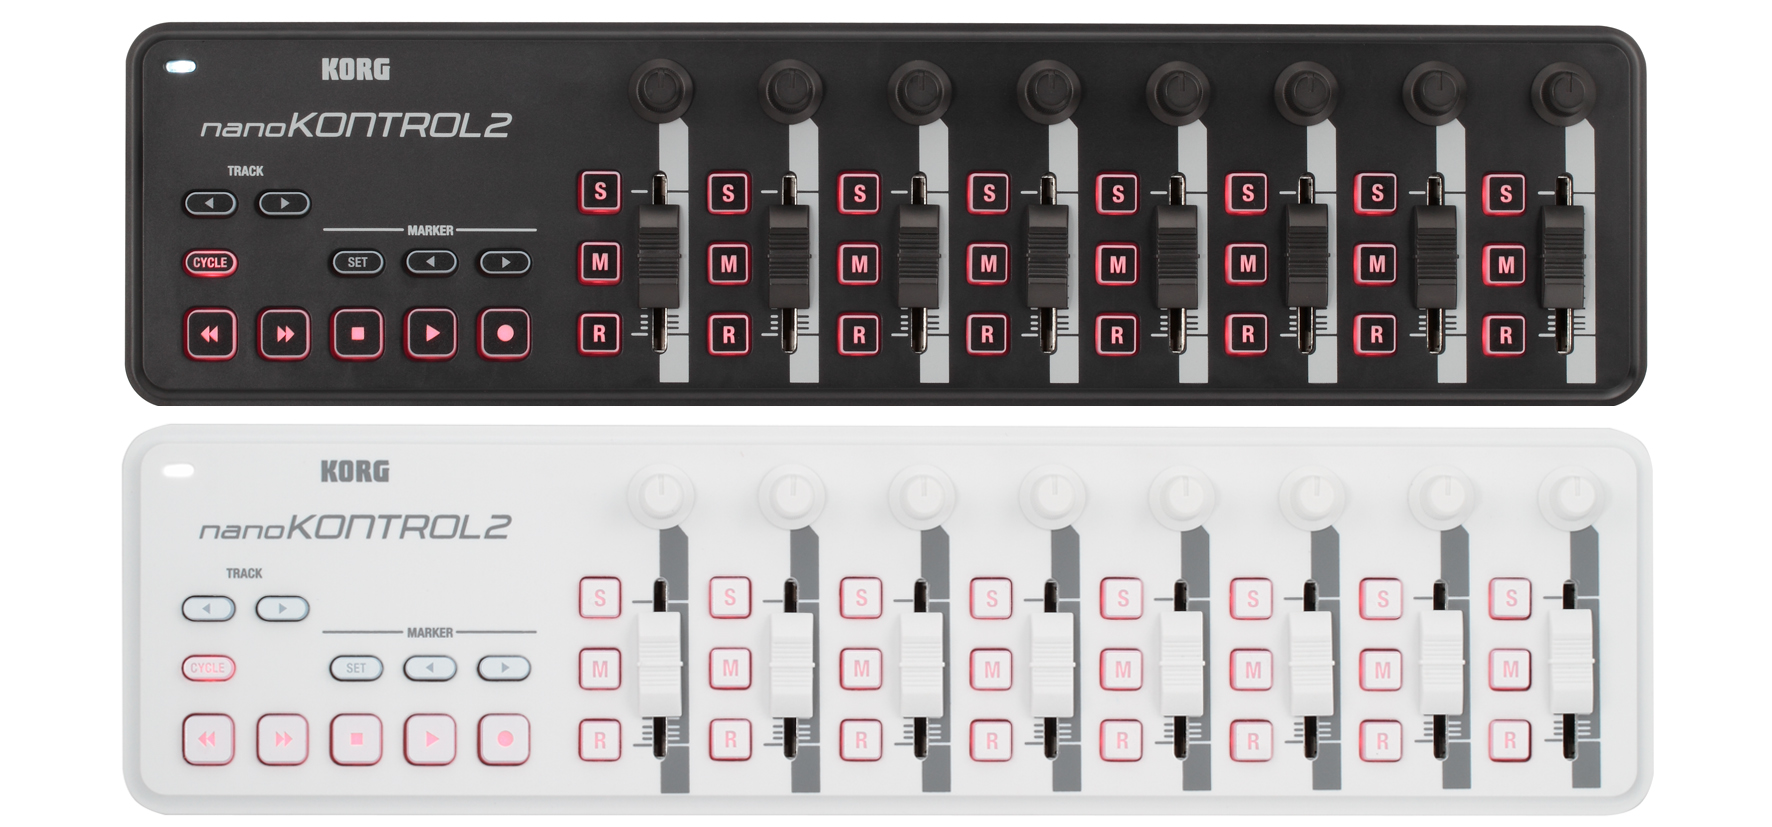 KORG
nanoKONTROL2
TRACK
MARKER
CYCLE SET
S S S S S S S S
M M M M M M M M
R R R R R R R R
KORG
nanoKONTROL2
TRACK
MARKER
CYCLE SET
S S S S S S S S
M M M M M M M M
R R R R R R R R